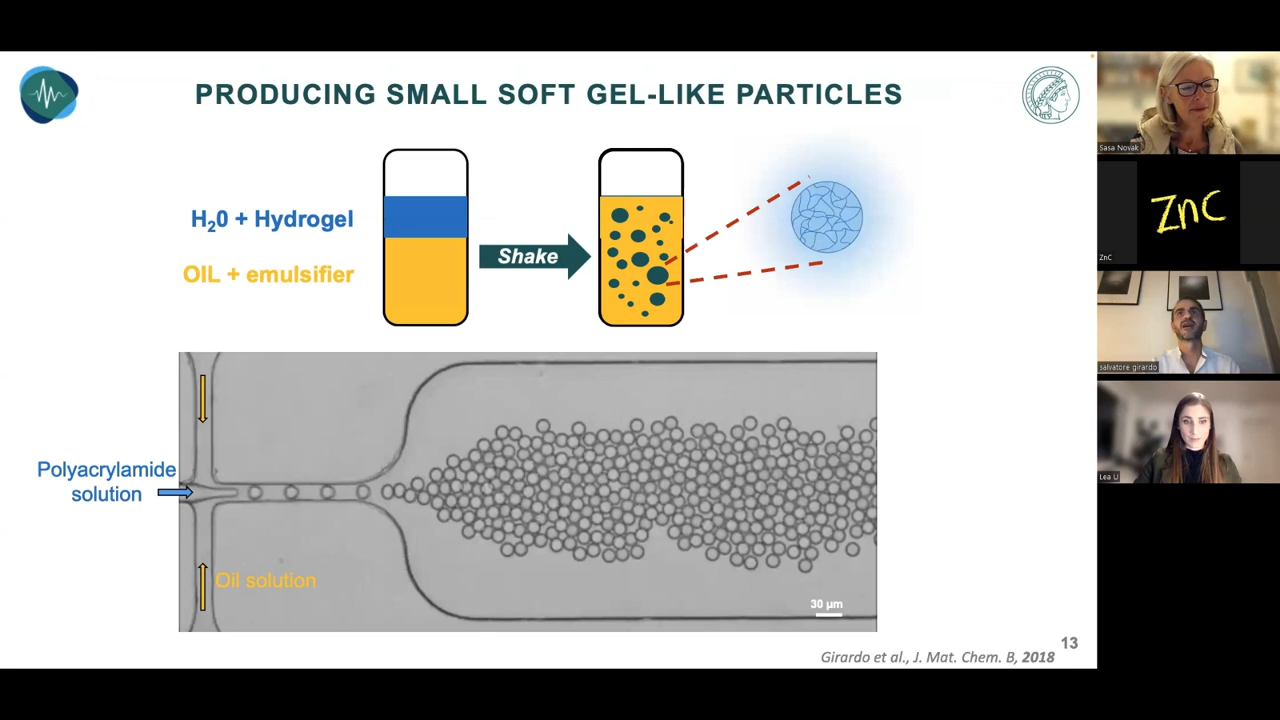 PRODUCING SMALL SOFT GEL-LIKE PARTICLES
H20 + Hydrogel
OIL + emulsifier
Shake
Polyacrylamide
solution
Oil solution
30 µm
13
Girardo et al., J. Mat. Chem. B, 2018
Sasa Novak
ZnC
ZnC
salvatore girardo
Lea U